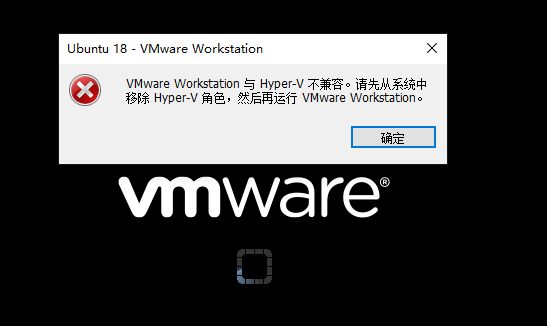 Ubuntu 18 - VMware Workstation
VMware Workstation 与 Hyper-V 不兼容。请先从系统中
移除 Hyper-V 角色，然后再运行 VMware Workstation。
确定
vmware®